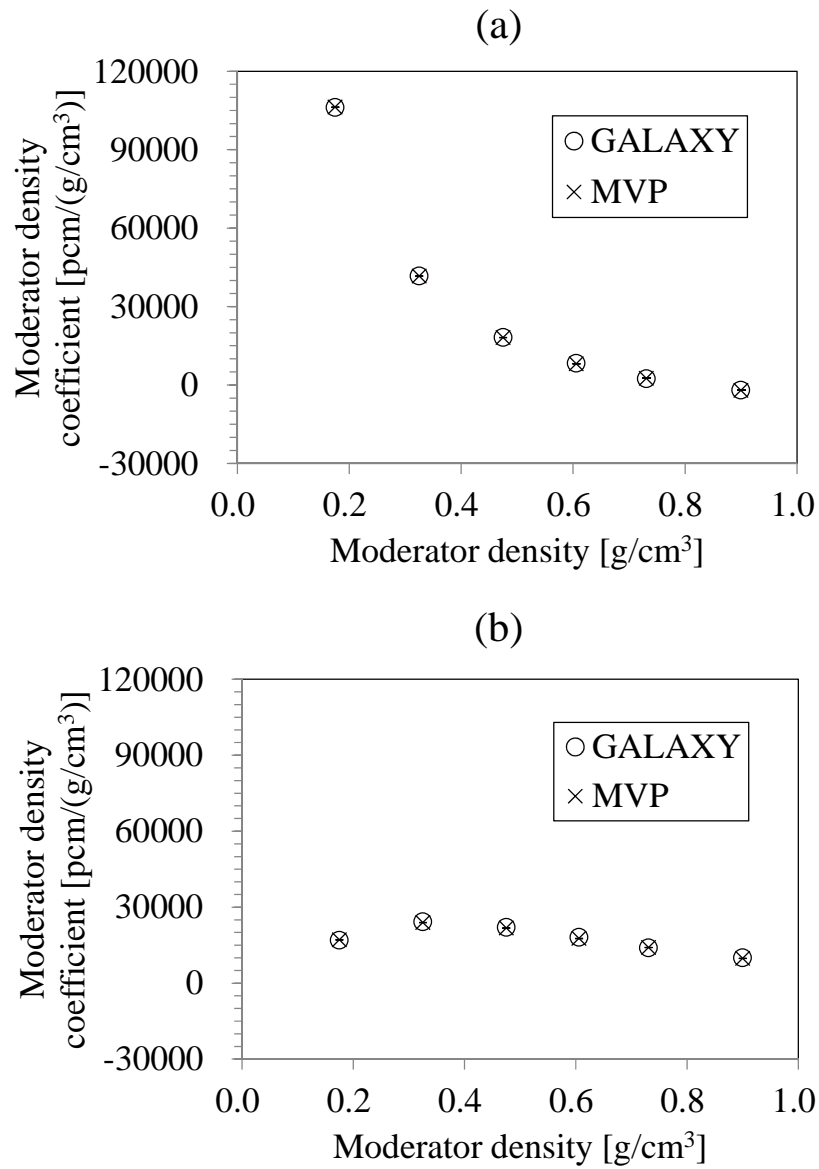 (a)
Moderator density
coefficient [pcm/(g/cm³)]
120000
90000
60000
30000
0
-30000
GALAXY
MVP
0.0 0.2 0.4 0.6 0.8 1.0
Moderator density [g/cm³]
(b)
Moderator density
coefficient [pcm/(g/cm³)]
120000
90000
60000
30000
0
-30000
GALAXY
MVP
0.0 0.2 0.4 0.6 0.8 1.0
Moderator density [g/cm³]